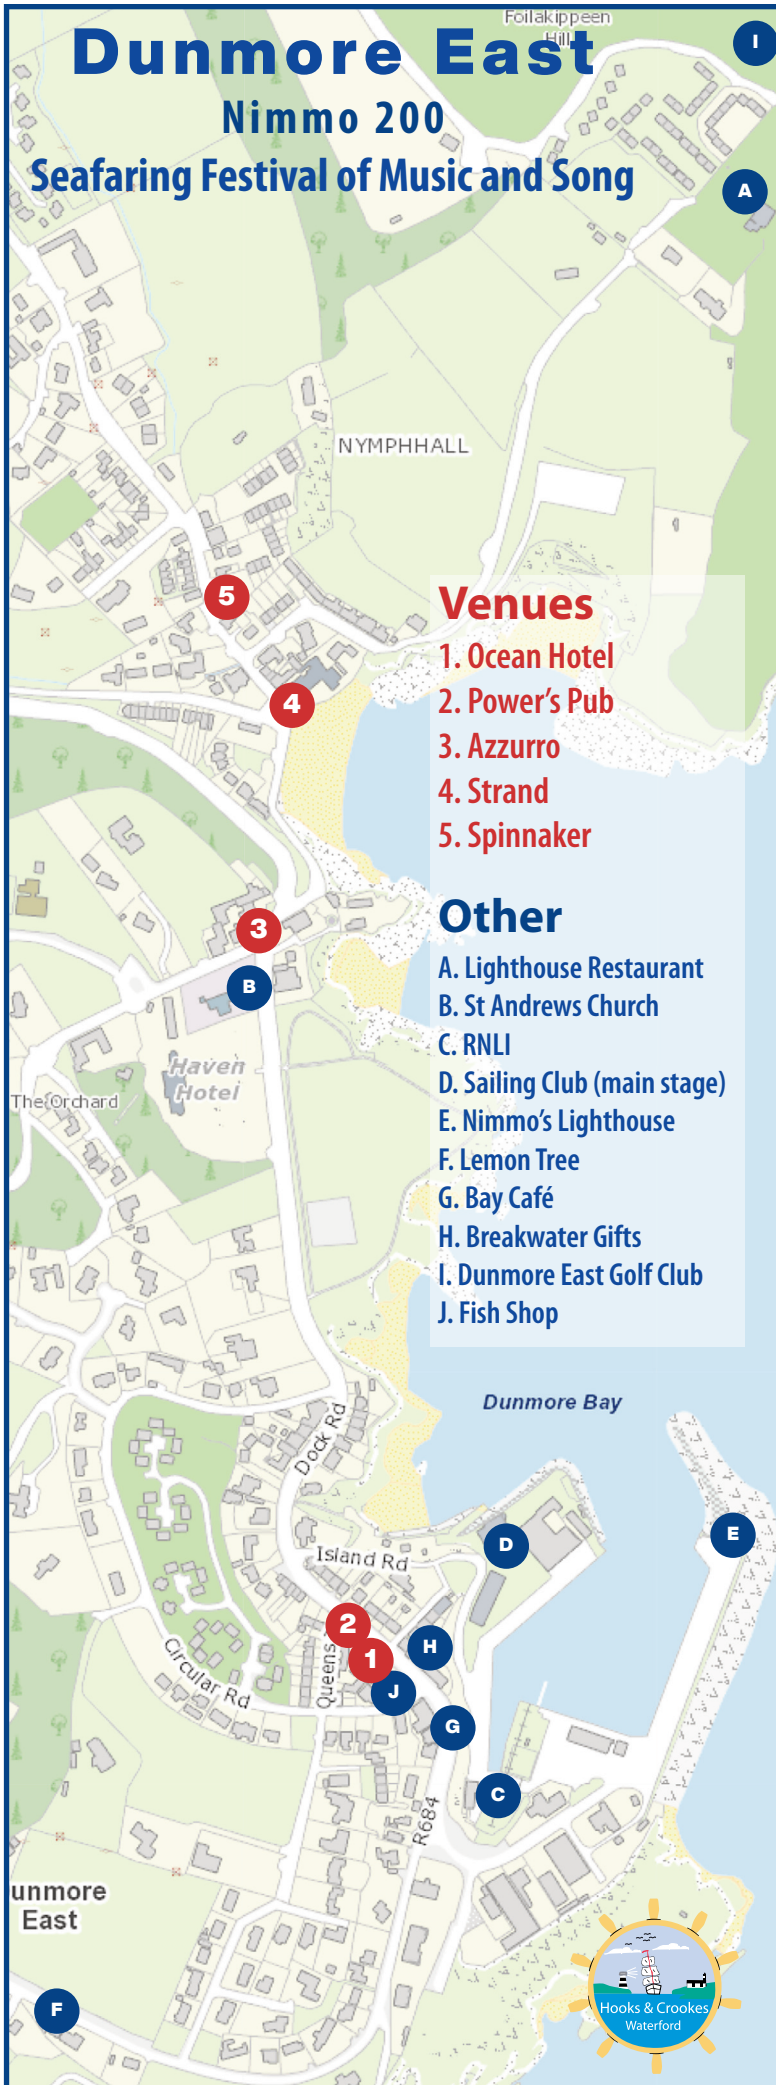 Foilakippeen
Hill
Dunmore East
Nimmo 200
Seafaring Festival of Music and Song
I
A
NYMPHHALL
5
4
Venues
1. Ocean Hotel
2. Power's Pub
3. Azzurro
4. Strand
5. Spinnaker
Other
A. Lighthouse Restaurant
B. St Andrews Church
C. RNLI
D. Sailing Club (main stage)
E. Nimmo's Lighthouse
F. Lemon Tree
G. Bay Café
H. Breakwater Gifts
I. Dunmore East Golf Club
J. Fish Shop
3
B
Haven
Hotel
The Orchard
Dunmore Bay
Dock Rd
Island Rd
D
E
2
1
H
J
G
Queens
Circular Rd
C
R684
unmore
East
F
Hooks & Crookes
Waterford